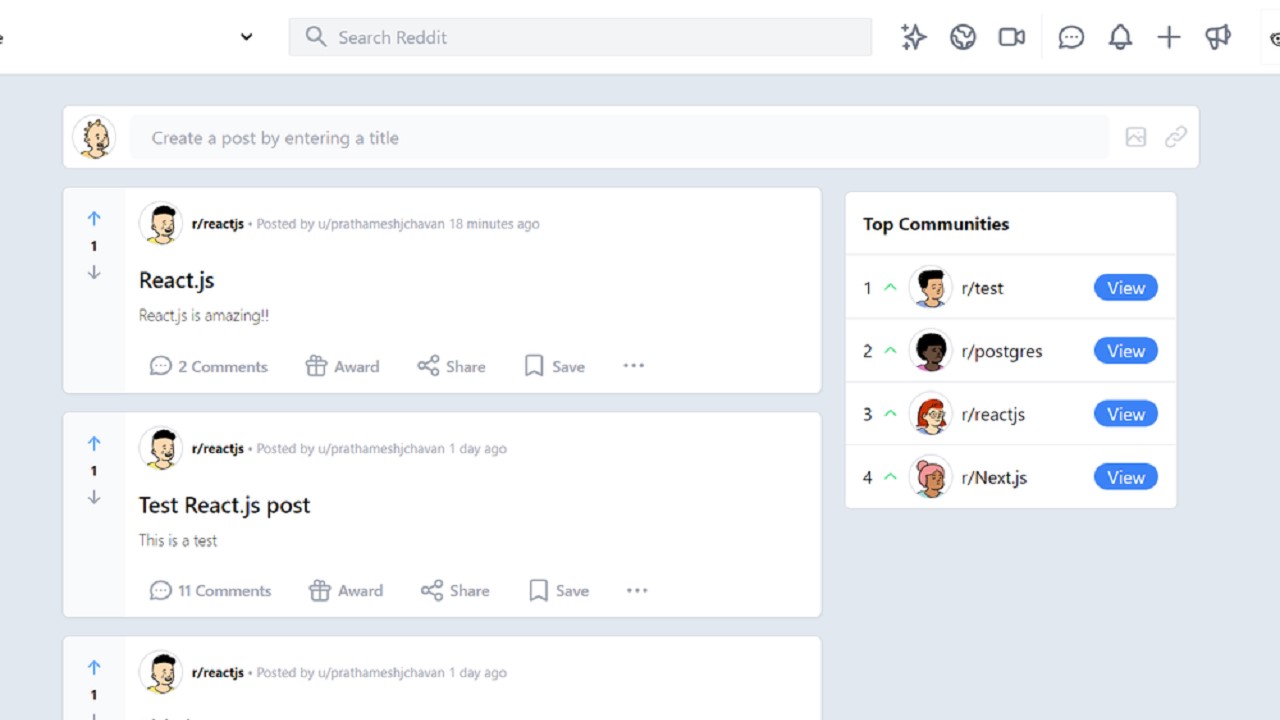 e
Search Reddit
Create a post by entering a title
1
r/reactjs • Posted by u/prathameshjchavan 18 minutes ago
React.js
React.js is amazing!!
2 Comments Award Share Save ...
1
r/reactjs • Posted by u/prathameshjchavan 1 day ago
Test React.js post
This is a test
11 Comments Award Share Save ...
1
r/reactjs • Posted by u/prathameshjchavan 1 day ago
Top Communities
1 r/test View
2 r/postgres View
3 r/reactjs View
4 r/Next.js View